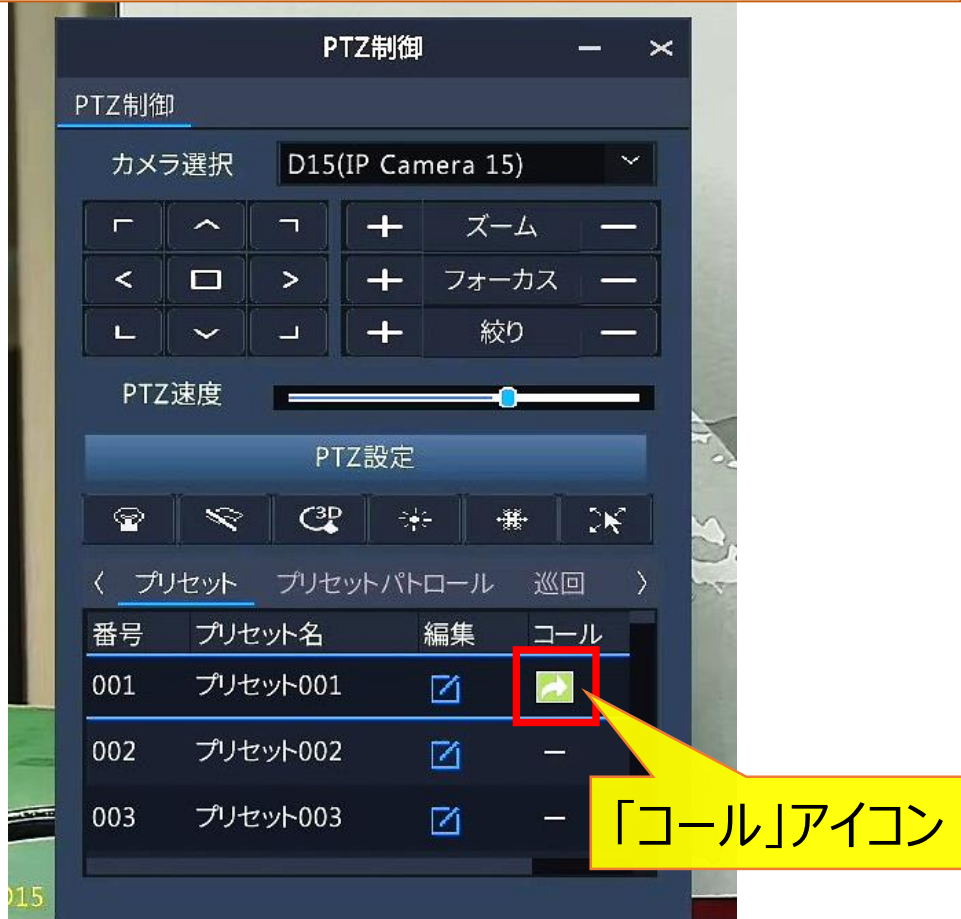 PTZ制御
PTZ制御
カメラ選択 D15(IP Camera 15)
ズーム
フォーカス
絞り
PTZ速度
PTZ設定
3D
プリセット プリセットパトロール 巡回
番号 プリセット名 編集 コール
001 プリセット001
002 プリセット002
003 プリセット003
「コール」アイコン
D15